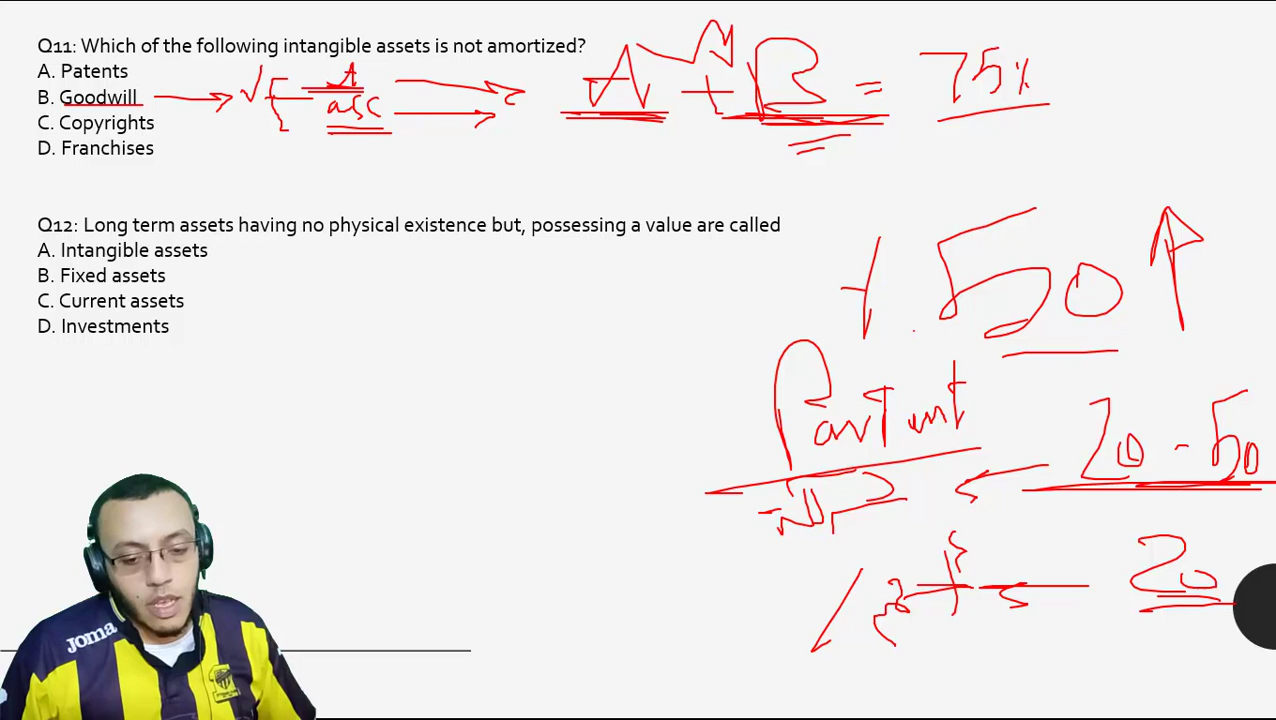 Q11: Which of the following intangible assets is not amortized?
A. Patents
B. Goodwill
C. Copyrights
D. Franchises
A
asc
A + B = 75%
Q12: Long term assets having no physical existence but, possessing a value are called
A. Intangible assets
B. Fixed assets
C. Current assets
D. Investments
50
20 - 50
20
JOMA